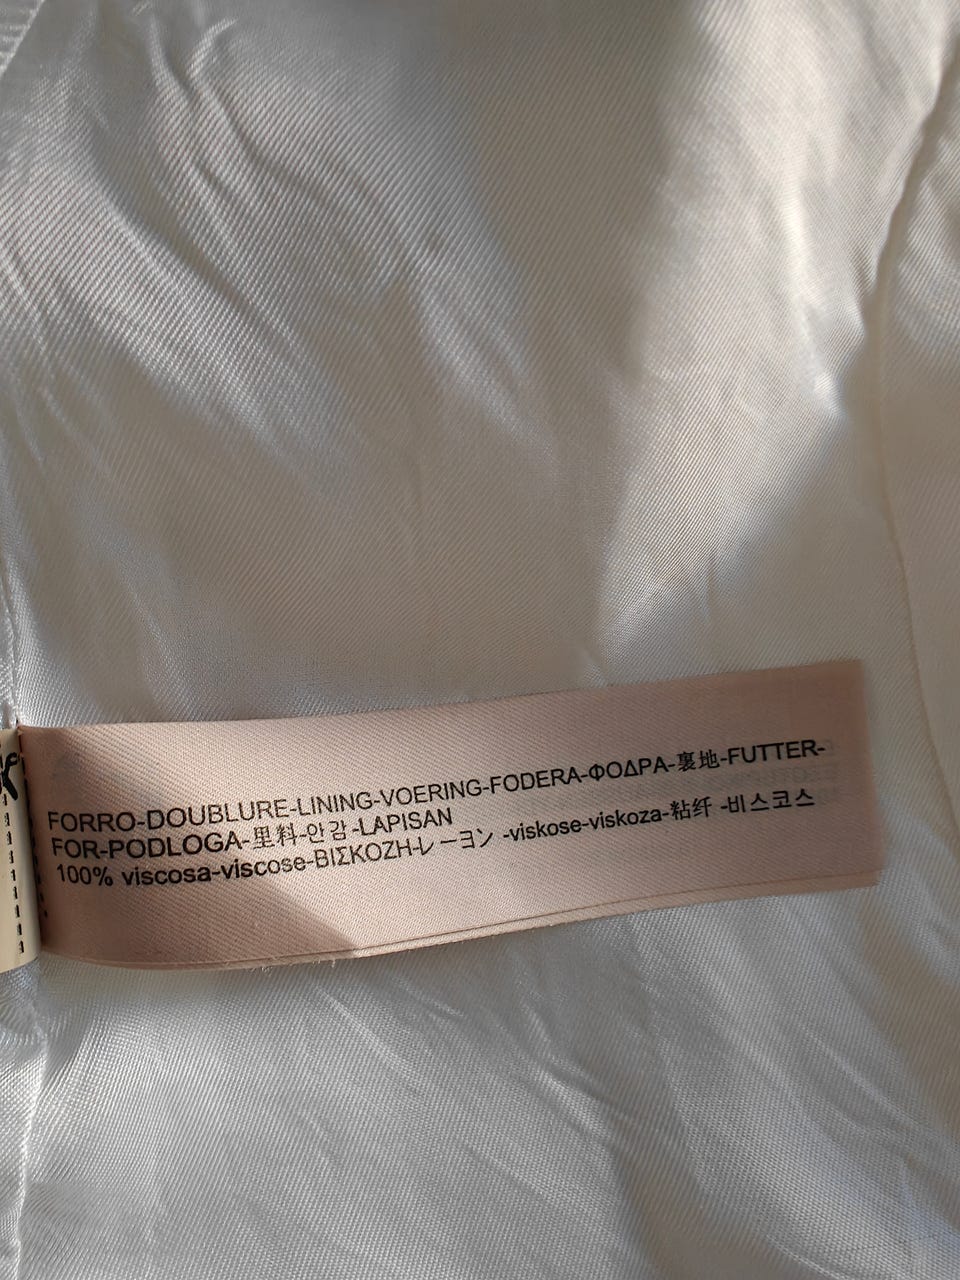 FORRO-DOUBLURE-LINING-VOERING-FODERA-ΦΟΔΡΑ-裏地-FUTTER-
FOR-PODLOGA-里料-안감-LAPISAN
100% viscosa-viscose-ΒΙΣΚΟΖΗ-レーヨン -viskose-viskoza-粘纤 -비스코스